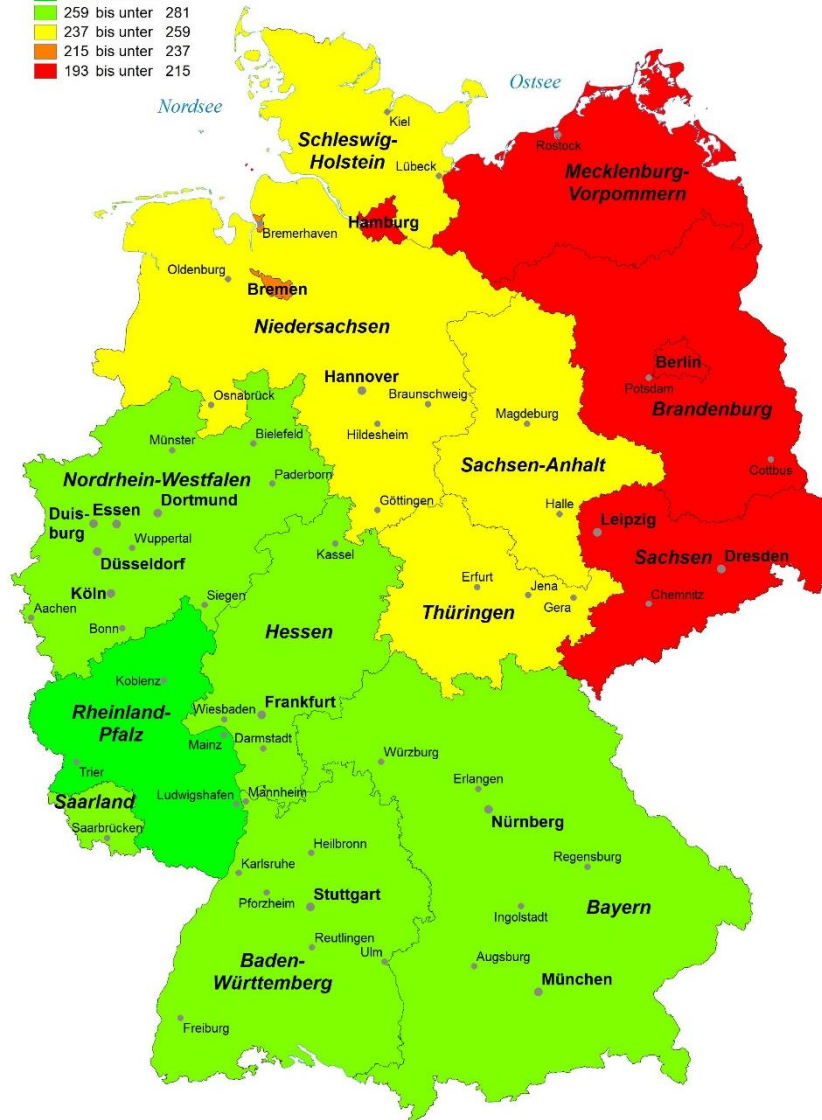 259 bis unter 281
237 bis unter 259
215 bis unter 237
193 bis unter 215
Nordsee
Ostsee
Kiel
Schleswig-
Holstein
Lübeck
Rostock
Mecklenburg-
Vorpommern
Hamburg
Bremerhaven
Oldenburg
Bremen
Niedersachsen
Hannover
Braunschweig
Osnabrück
Hildesheim
Magdeburg
Berlin
Potsdam
Brandenburg
Münster
Bielefeld
Sachsen-Anhalt
Cottbus
Nordrhein-Westfalen
Paderborn
Göttingen
Halle
Duis-
burg
Essen
Dortmund
Wuppertal
Düsseldorf
Kassel
Leipzig
Sachsen
Dresden
Köln
Aachen
Bonn
Siegen
Hessen
Erfurt
Jena
Gera
Thüringen
Chemnitz
Koblenz
Rheinland-
Pfalz
Wiesbaden
Frankfurt
Mainz
Darmstadt
Würzburg
Trier
Saarland
Saarbrücken
Ludwigshafen
Mannheim
Erlangen
Nürnberg
Heilbronn
Karlsruhe
Regensburg
Pforzheim
Stuttgart
Ingolstadt
Bayern
Reutlingen
Baden-
Württemberg
Ulm
Augsburg
München
Freiburg